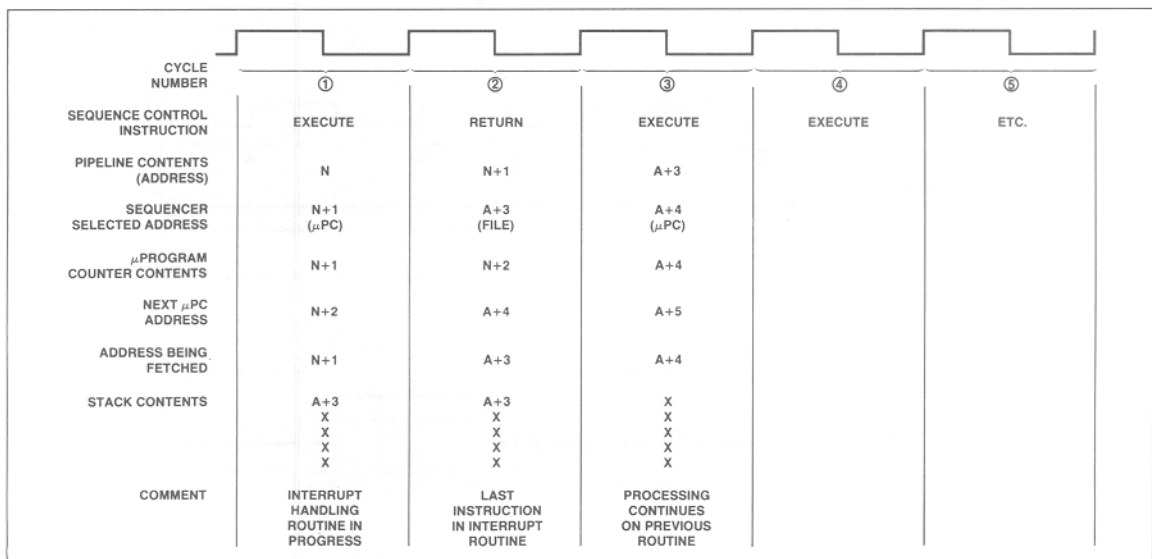 CYCLE NUMBER ① ② ③ ④ ⑤
SEQUENCE CONTROL INSTRUCTION EXECUTE RETURN EXECUTE EXECUTE ETC.
PIPELINE CONTENTS (ADDRESS) N N+1 A+3
SEQUENCER SELECTED ADDRESS N+1 (μPC) A+3 (FILE) A+4 (μPC)
μPROGRAM COUNTER CONTENTS N+1 N+2 A+4
NEXT μPC ADDRESS N+2 A+4 A+5
ADDRESS BEING FETCHED N+1 A+3 A+4
STACK CONTENTS A+3 A+3 X
X X X
X X X
X X X
X X X
COMMENT INTERRUPT HANDLING ROUTINE IN PROGRESS LAST INSTRUCTION IN INTERRUPT ROUTINE PROCESSING CONTINUES ON PREVIOUS ROUTINE